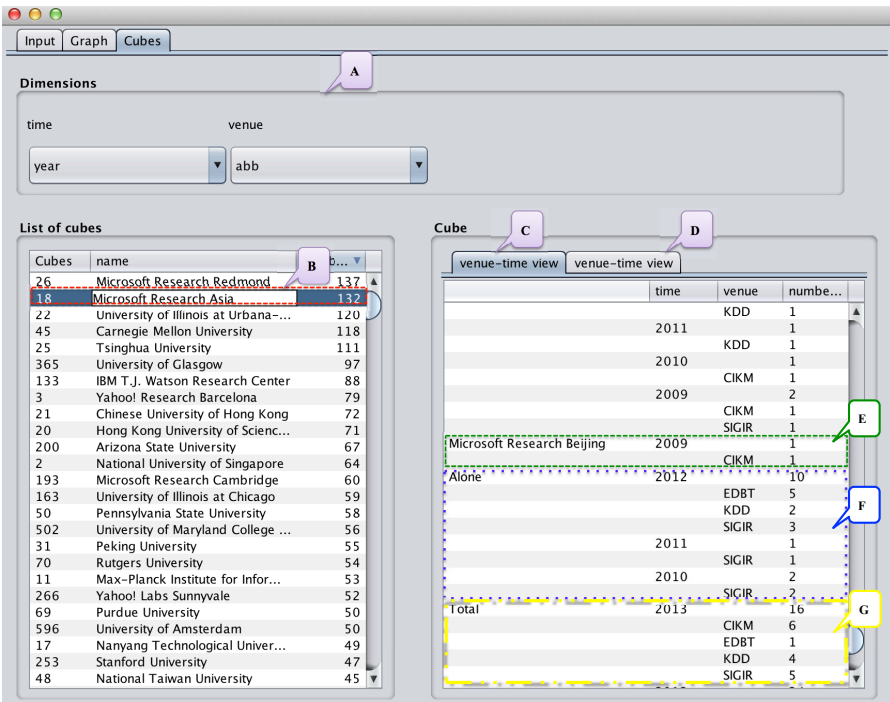 Input Graph Cubes
A
Dimensions
time venue
year abb
List of cubes
Cubes name b...
B
26 Microsoft Research Redmond 137
18 Microsoft Research Asia 132
22 University of Illinois at Urbana-... 120
45 Carnegie Mellon University 118
25 Tsinghua University 111
365 University of Glasgow 97
133 IBM T.J. Watson Research Center 88
3 Yahoo! Research Barcelona 79
21 Chinese University of Hong Kong 72
20 Hong Kong University of Scienc... 71
200 Arizona State University 67
2 National University of Singapore 64
193 Microsoft Research Cambridge 60
163 University of Illinois at Chicago 59
50 Pennsylvania State University 58
502 University of Maryland College ... 56
31 Peking University 55
70 Rutgers University 54
11 Max-Planck Institute for Infor... 53
266 Yahoo! Labs Sunnyvale 52
69 Purdue University 50
596 University of Amsterdam 50
17 Nanyang Technological Univer... 49
253 Stanford University 47
48 National Taiwan University 45
Cube
C
D
venue-time view venue-time view
time venue numbe...
KDD 1
2011 1
KDD 1
2010 1
CIKM 1
2009 2
CIKM 1
SIGIR 1
E
Microsoft Research Beijing 2009 1
CIKM 1
Alone 2012 10
EDBT 5
KDD 2
F
SIGIR 3
2011 1
SIGIR 1
2010 2
SIGIR 2
Total 2013 16
G
CIKM 6
EDBT 1
KDD 4
SIGIR 5